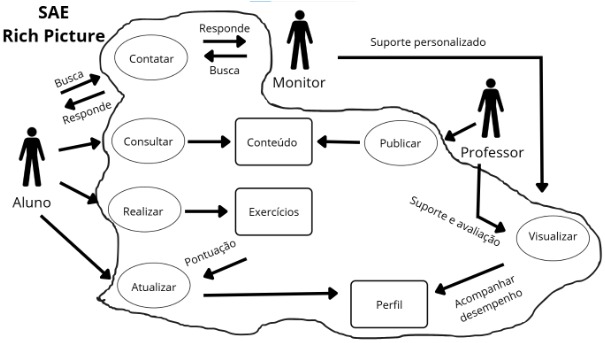 SAE
Rich Picture
Responde
Contatar
Busca
Monitor
Suporte personalizado
Busca
Responde
Aluno
Consultar
Conteúdo
Publicar
Professor
Realizar
Exercícios
Suporte e avaliação
Visualizar
Pontuação
Atualizar
Perfil
Acompanhar
desempenho